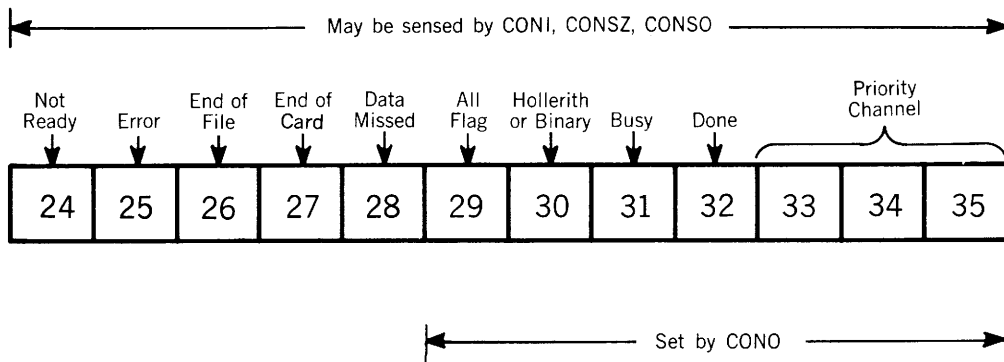 May be sensed by CONI, CONSZ, CONSO
Not Ready
Error
End of File
End of Card
Data Missed
All Flag
Hollerith or Binary
Busy
Done
Priority Channel
24 25 26 27 28 29 30 31 32 33 34 35
Set by CONO